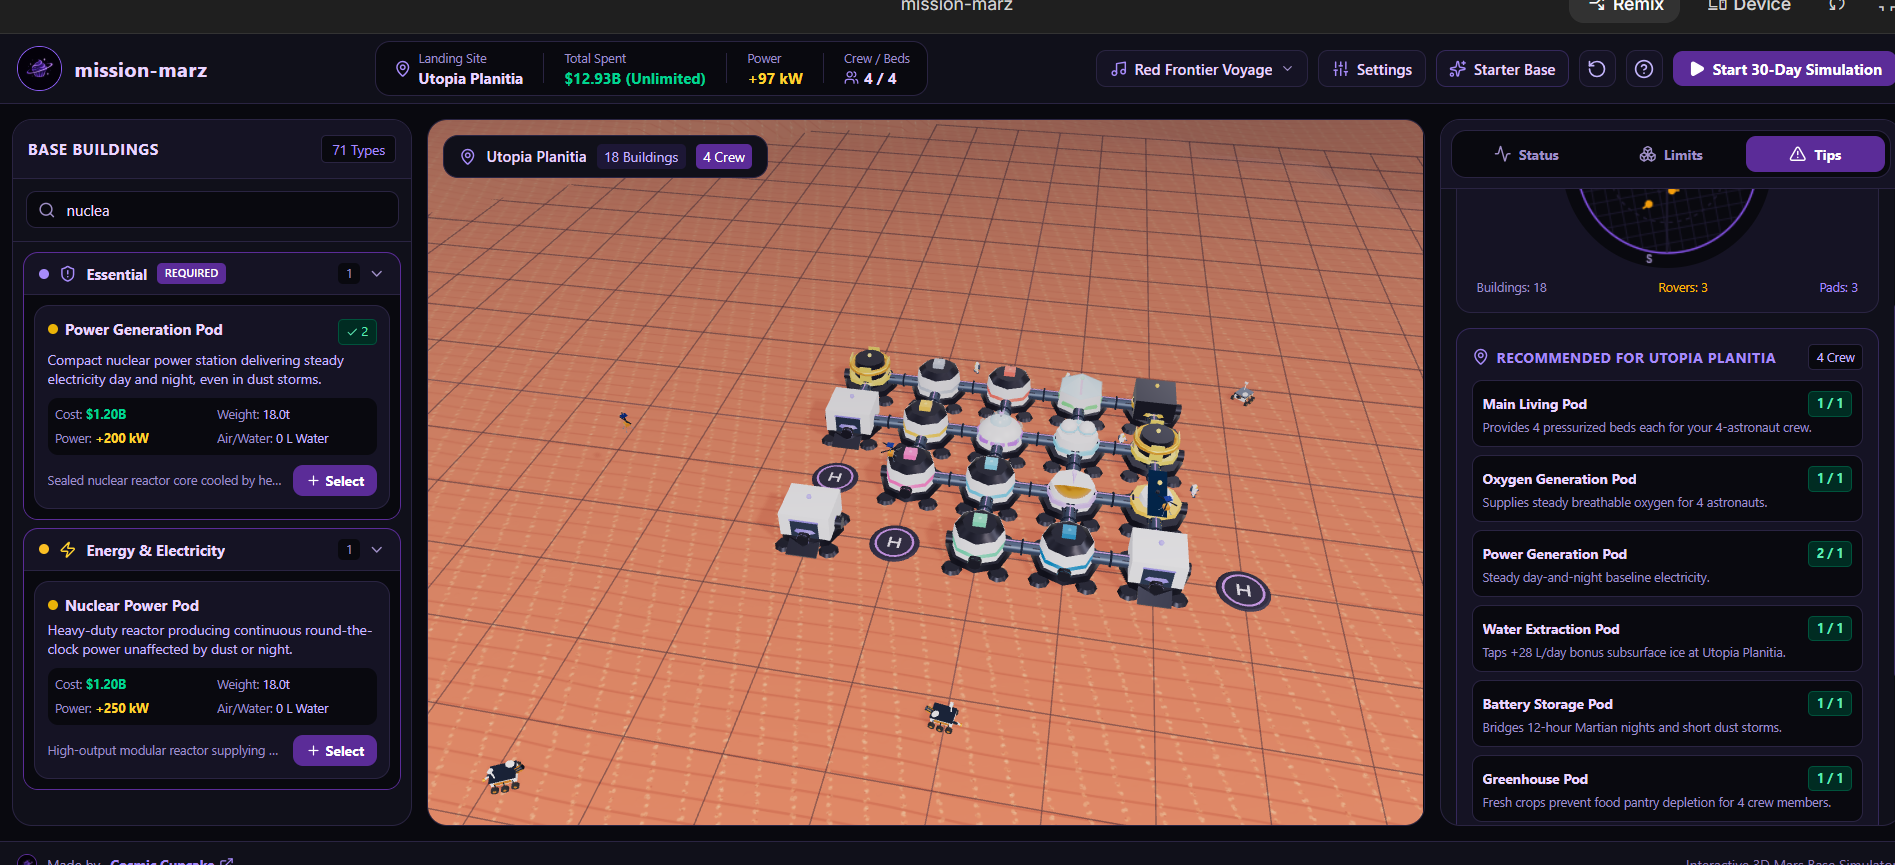 mission-marz
Remix
Device
mission-marz
Landing Site
Utopia Planitia
Total Spent
$12.93B (Unlimited)
Power
+97 kW
Crew / Beds
4 / 4
Red Frontier Voyage
Settings
Starter Base
Start 30-Day Simulation
BASE BUILDINGS
71 Types
nuclea
Essential
REQUIRED
1
Power Generation Pod
2
Compact nuclear power station delivering steady
electricity day and night, even in dust storms.
Cost: $1.20B
Weight: 18.0t
Power: +200 kW
Air/Water: 0 L Water
Sealed nuclear reactor core cooled by he...
+ Select
Energy & Electricity
1
Nuclear Power Pod
Heavy-duty reactor producing continuous round-the-
clock power unaffected by dust or night.
Cost: $1.20B
Weight: 18.0t
Power: +250 kW
Air/Water: 0 L Water
High-output modular reactor supplying ...
+ Select
Utopia Planitia
18 Buildings
4 Crew
H
H
H
Status
Limits
Tips
S
Buildings: 18
Rovers: 3
Pads: 3
RECOMMENDED FOR UTOPIA PLANITIA
4 Crew
Main Living Pod
1 / 1
Provides 4 pressurized beds each for your 4-astronaut crew.
Oxygen Generation Pod
1 / 1
Supplies steady breathable oxygen for 4 astronauts.
Power Generation Pod
2 / 1
Steady day-and-night baseline electricity.
Water Extraction Pod
1 / 1
Taps +28 L/day bonus subsurface ice at Utopia Planitia.
Battery Storage Pod
1 / 1
Bridges 12-hour Martian nights and short dust storms.
Greenhouse Pod
1 / 1
Fresh crops prevent food pantry depletion for 4 crew members.
Made by Cosmic Cupcake
Interactive 3D Mars Base Simulator